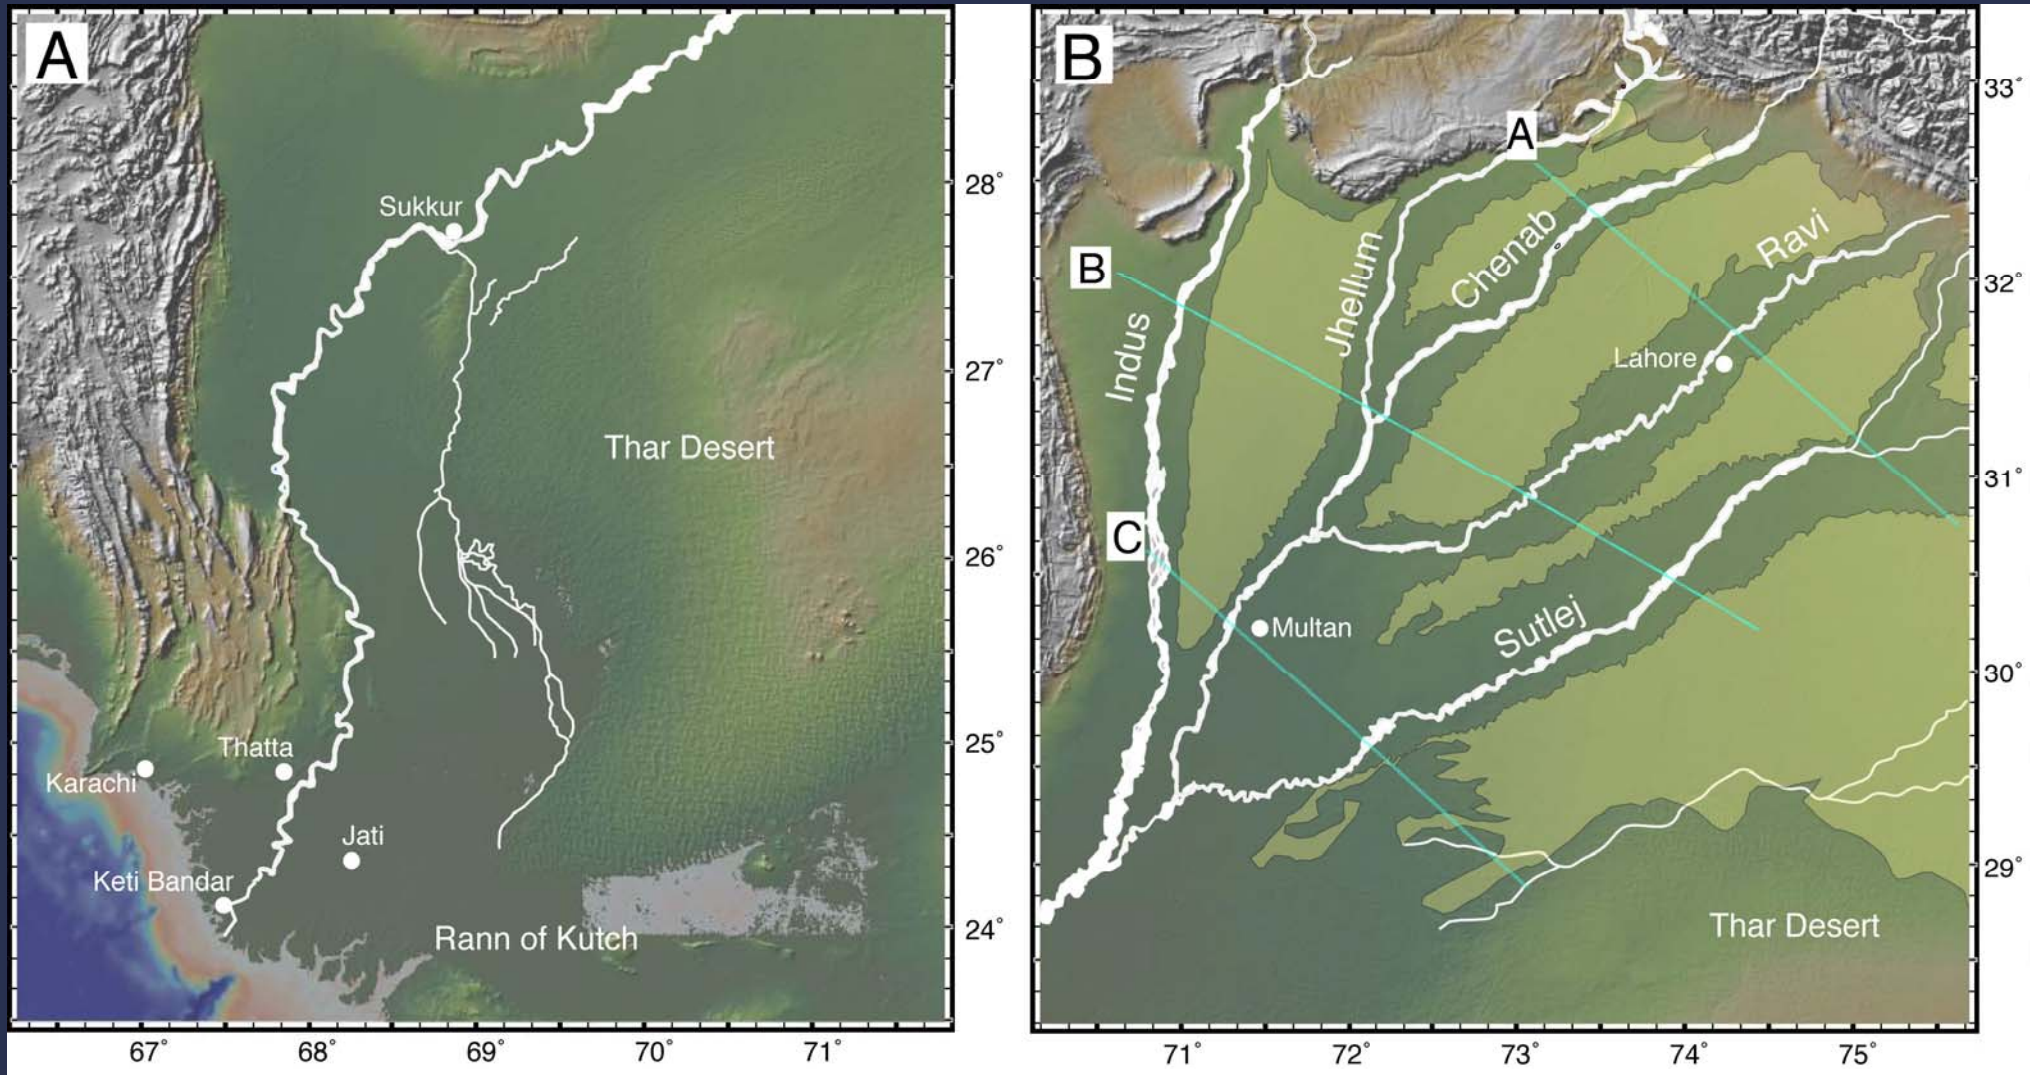 A
Sukkur
Thar Desert
Thatta
Karachi
Jati
Keti Bandar
Rann of Kutch
28°
27°
26°
25°
24°
67°
68°
69°
70°
71°
B
A
B
C
Indus
Jhellum
Chenab
Ravi
Lahore
Multan
Sutlej
Thar Desert
33°
32°
31°
30°
29°
71°
72°
73°
74°
75°